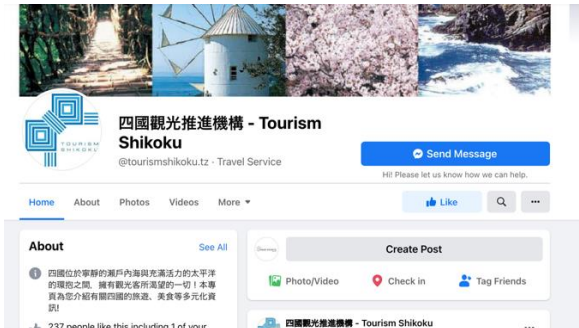 TOURISM
SHIKOKU
四國觀光推進機構 - Tourism
Shikoku
@tourismshikoku.tz · Travel Service
Send Message
Hi! Please let us know how we can help.
Home About Photos Videos More
Like
About See All
四國位於寧靜的瀨戶內海與充滿活力的太平洋
的環抱之間，擁有觀光客所渴望的一切！本專
頁為您介紹有關四國的旅遊、美食等多元化資
訊!
237 people like this including 1 of your
Create Post
Photo/Video Check in Tag Friends
四國觀光推進機構 - Tourism Shikoku